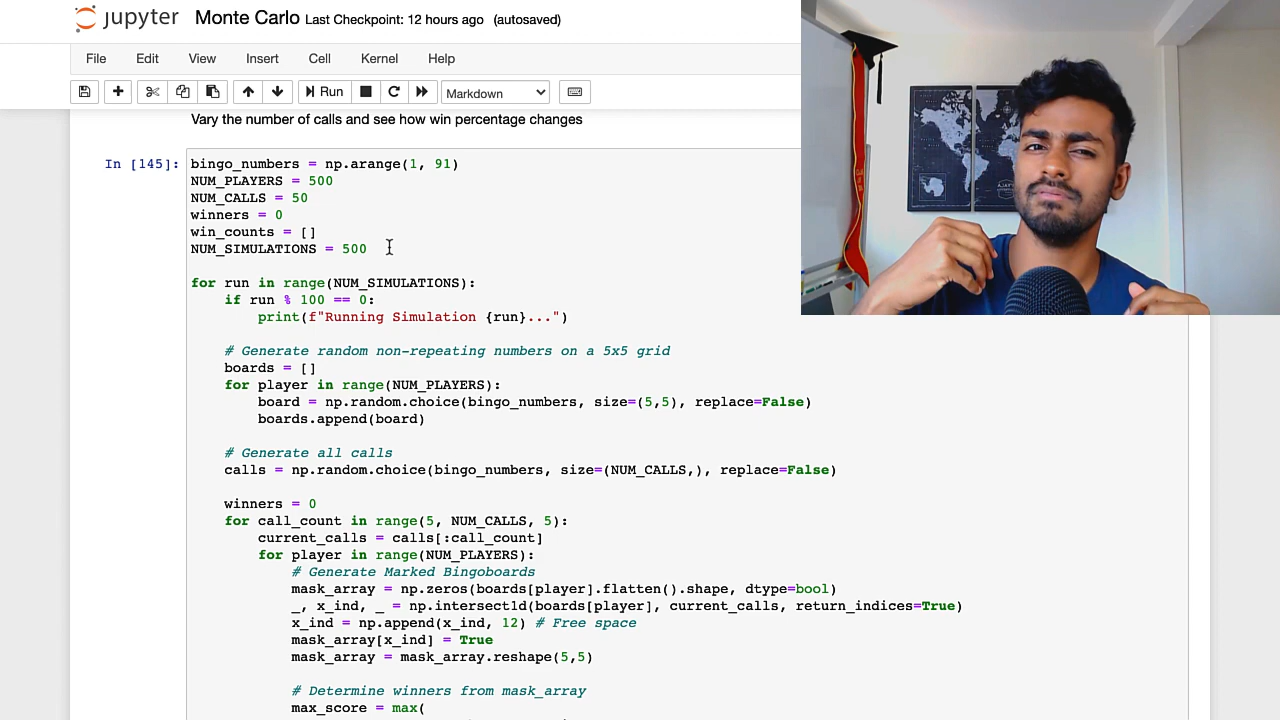 jupyter Monte Carlo Last Checkpoint: 12 hours ago (autosaved)
File Edit View Insert Cell Kernel Help
Run Markdown
Vary the number of calls and see how win percentage changes
In [145]: bingo_numbers = np.arange(1, 91)
NUM_PLAYERS = 500
NUM_CALLS = 50
winners = 0
win_counts = []
NUM_SIMULATIONS = 500
for run in range(NUM_SIMULATIONS):
    if run % 100 == 0:
        print(f"Running Simulation {run}...")
    # Generate random non-repeating numbers on a 5x5 grid
    boards = []
    for player in range(NUM_PLAYERS):
        board = np.random.choice(bingo_numbers, size=(5,5), replace=False)
        boards.append(board)
    # Generate all calls
    calls = np.random.choice(bingo_numbers, size=(NUM_CALLS,), replace=False)
    winners = 0
    for call_count in range(5, NUM_CALLS, 5):
        current_calls = calls[:call_count]
        for player in range(NUM_PLAYERS):
            # Generate Marked Bingoboards
            mask_array = np.zeros(boards[player].flatten().shape, dtype=bool)
            _, x_ind, _ = np.intersect1d(boards[player], current_calls, return_indices=True)
            x_ind = np.append(x_ind, 12) # Free space
            mask_array[x_ind] = True
            mask_array = mask_array.reshape(5,5)
            # Determine winners from mask_array
            max_score = max(